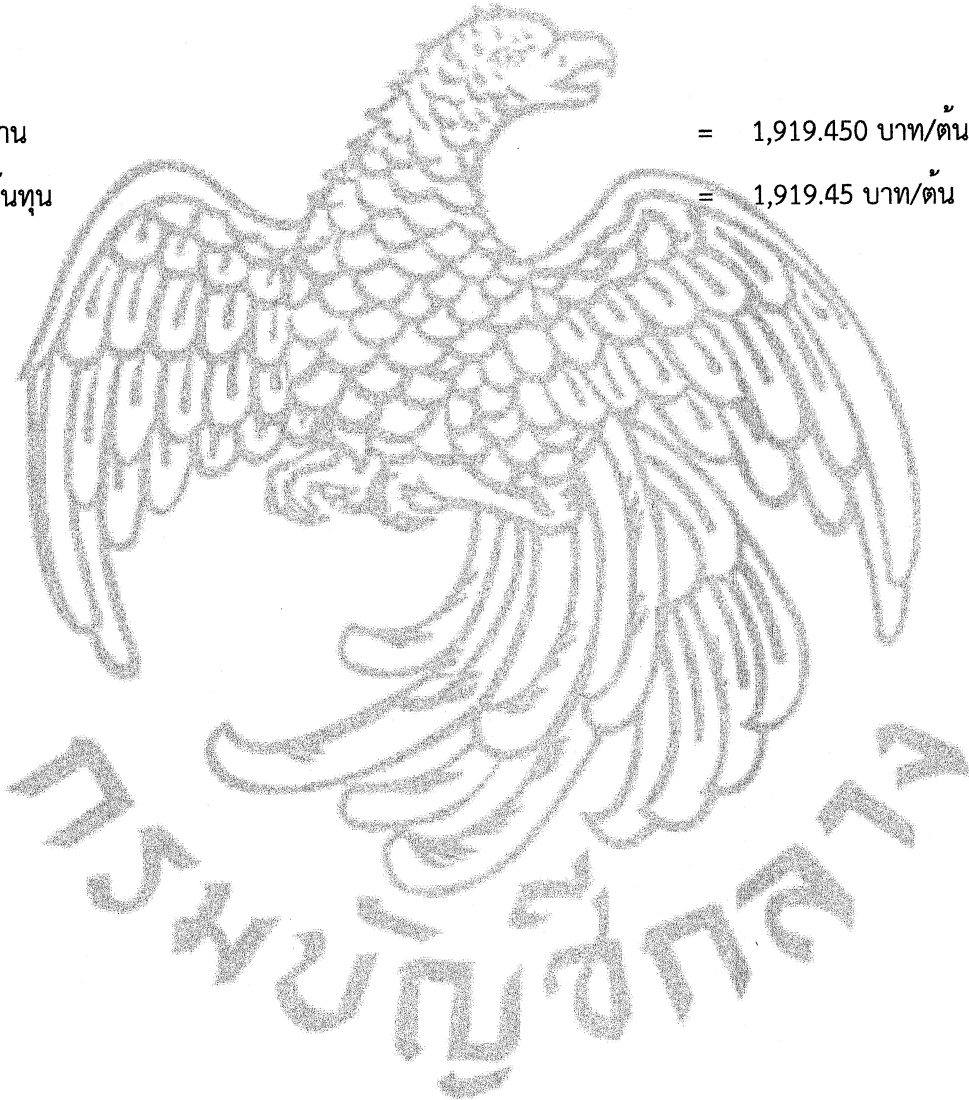 าน = 1,919.450 บาท/ต้น
้นทุน = 1,919.45 บาท/ต้น
กรมบัญชีกลาง